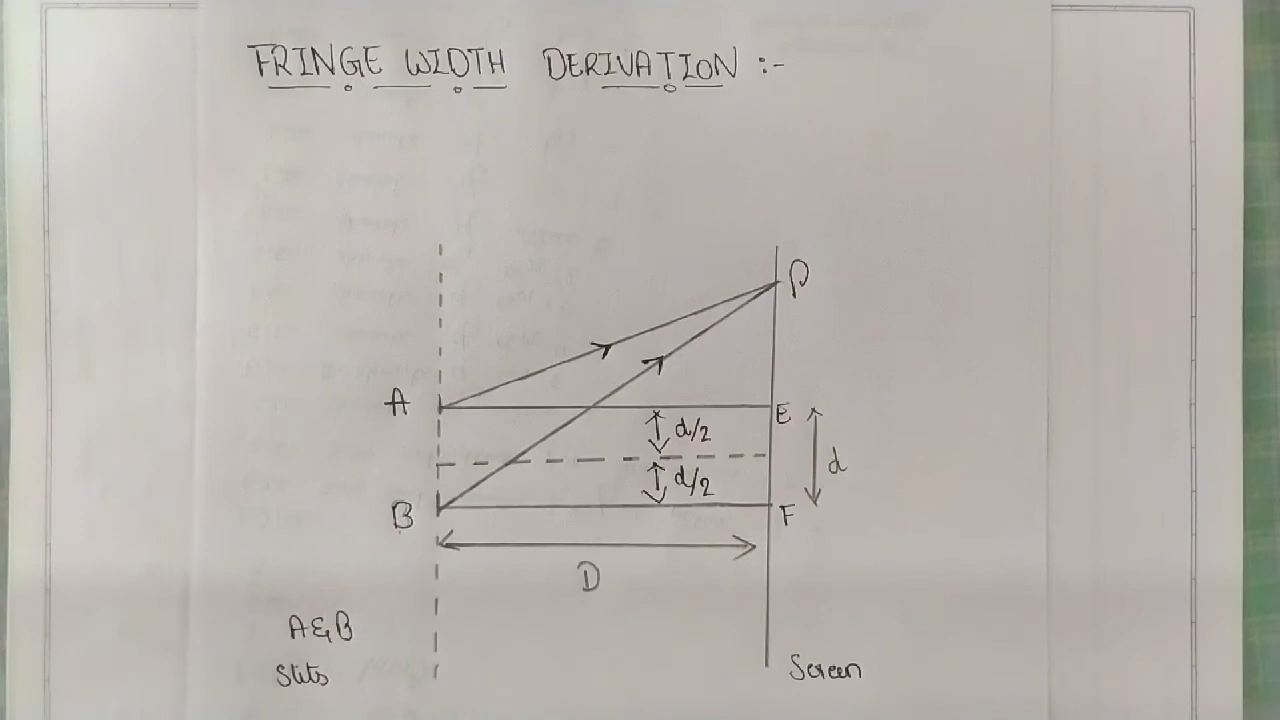 FRINGE WIDTH DERIVATION :-
P
A
E
d/2
d
d/2
B
F
D
A&B
Slits
Screen